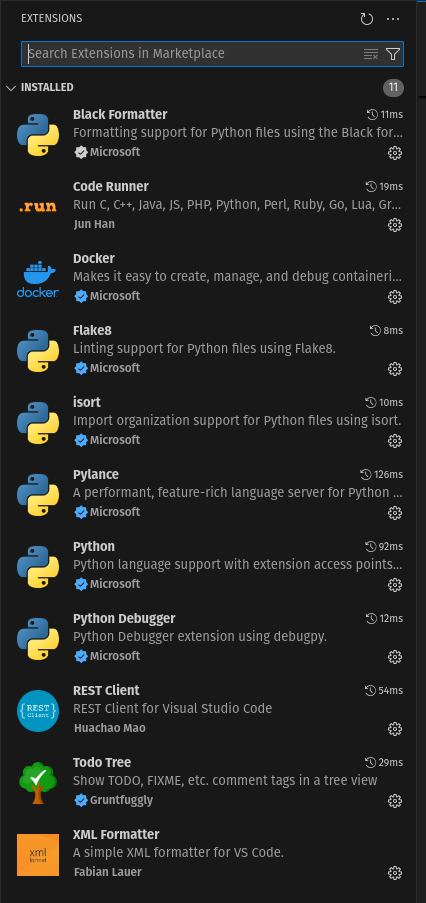 EXTENSIONS
Search Extensions in Marketplace
INSTALLED 11
Black Formatter 11ms
Formatting support for Python files using the Black for...
Microsoft
.run
Code Runner 19ms
Run C, C++, Java, JS, PHP, Python, Perl, Ruby, Go, Lua, Gr...
Jun Han
docker
Docker
Makes it easy to create, manage, and debug containeri...
Microsoft
Flake8 8ms
Linting support for Python files using Flake8.
Microsoft
isort 10ms
Import organization support for Python files using isort.
Microsoft
Pylance 126ms
A performant, feature-rich language server for Python ...
Microsoft
Python 92ms
Python language support with extension access points...
Microsoft
Python Debugger 12ms
Python Debugger extension using debugpy.
Microsoft
{REST}
Client
REST Client 54ms
REST Client for Visual Studio Code
Huachao Mao
Todo Tree 29ms
Show TODO, FIXME, etc. comment tags in a tree view
Gruntfuggly
xml
format
XML Formatter
A simple XML formatter for VS Code.
Fabian Lauer